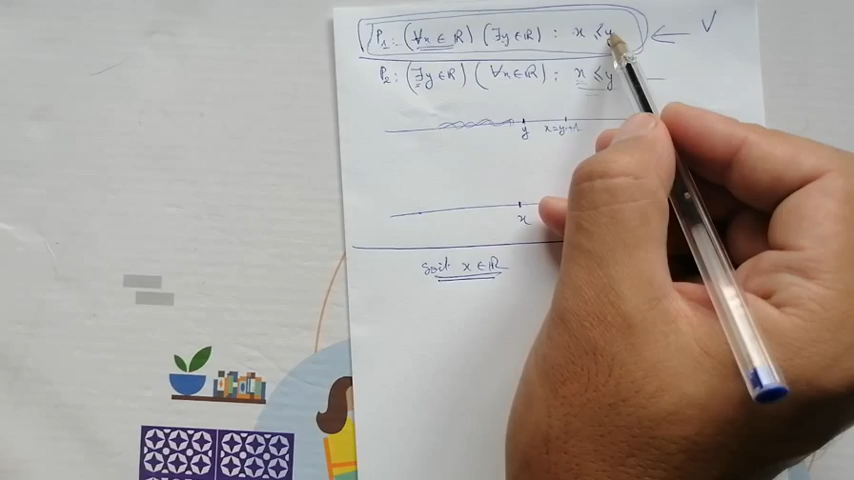 P₁: (∀x ∈ ℝ) (∃y ∈ ℝ) : x ≤ y ← V
P₂: (∃y ∈ ℝ) (∀x ∈ ℝ) : x ≤ y
y x = y+1
x
Soit x ∈ ℝ